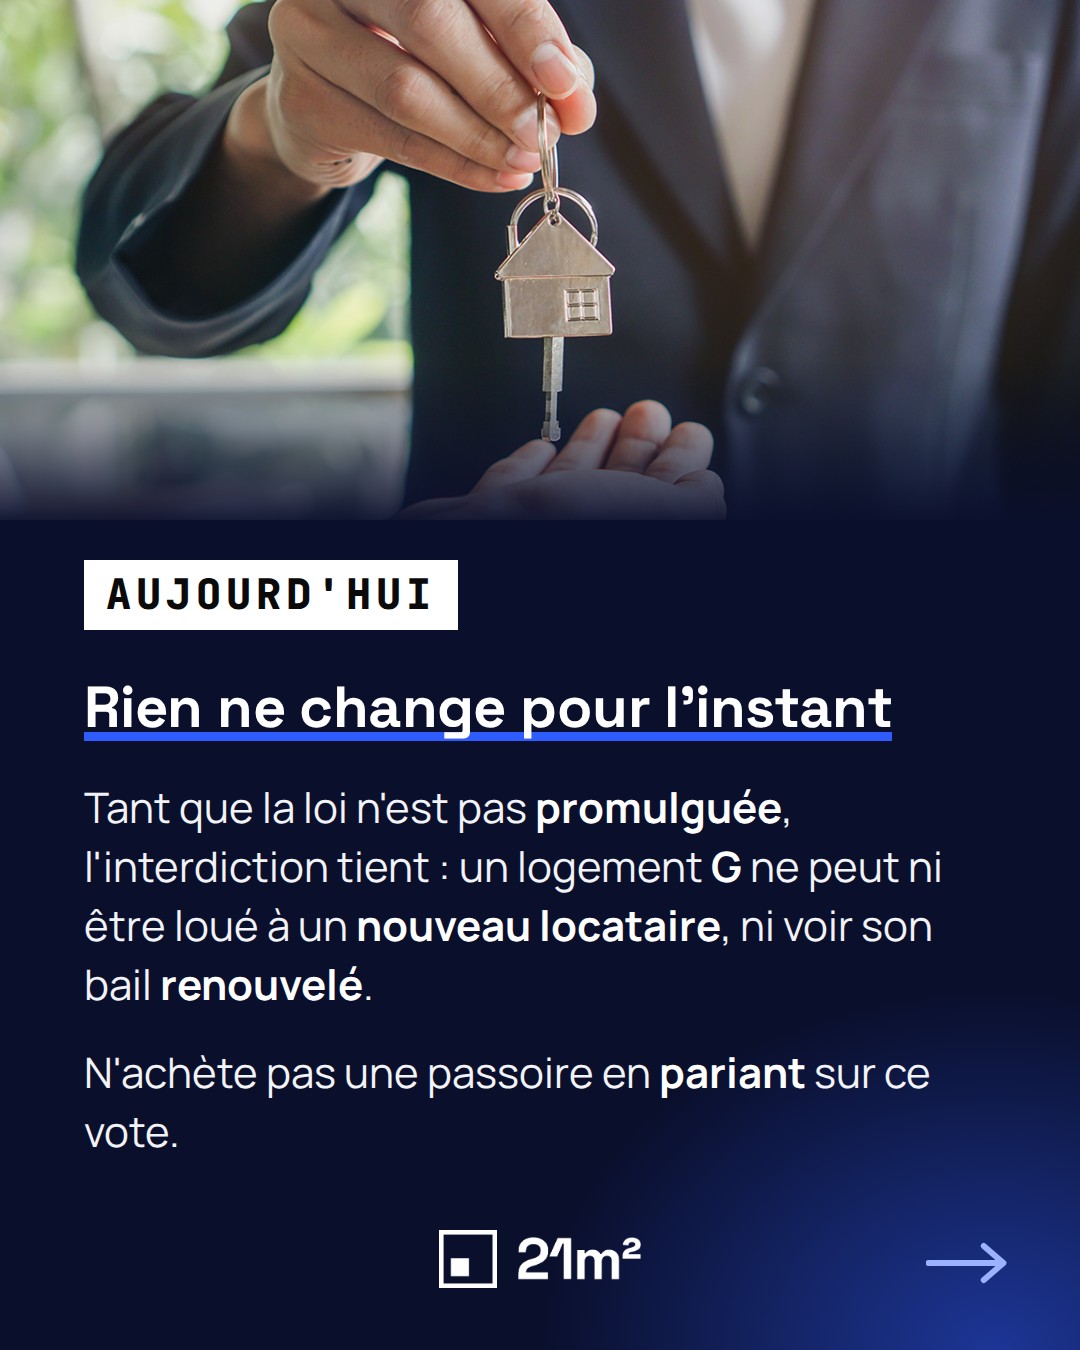 AUJOURD'HUI
Rien ne change pour l’instant
Tant que la loi n'est pas promulguée,
l'interdiction tient : un logement G ne peut ni
être loué à un nouveau locataire, ni voir son
bail renouvelé.
N'achète pas une passoire en pariant sur ce
vote.
21m²